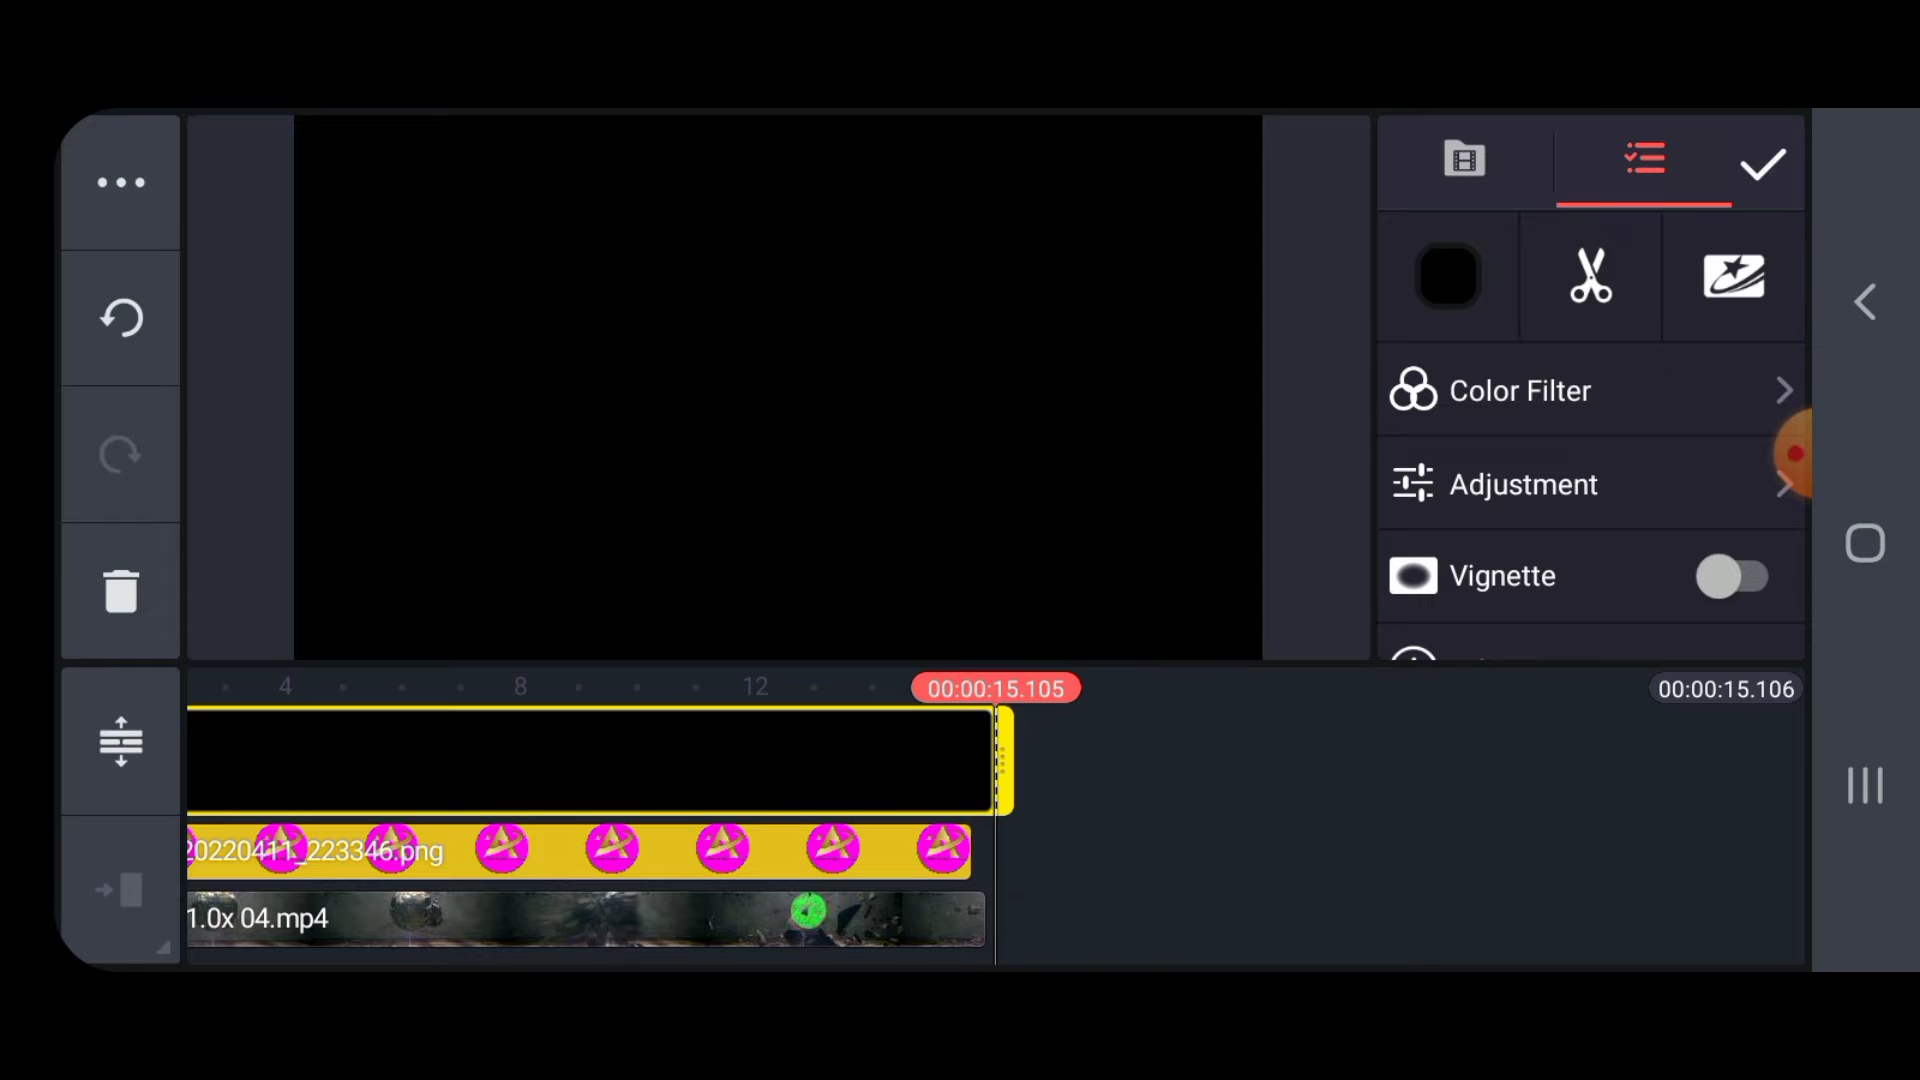 Color Filter
Adjustment
Vignette
4
8
12
00:00:15.105
00:00:15.106
20220411_223346.png
1.0x 04.mp4